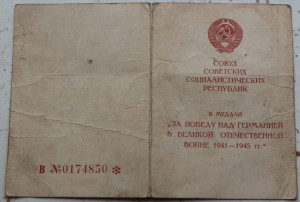 В №0174850 *
СОЮЗ
СОВЕТСКИХ
СОЦИАЛИСТИЧЕСКИХ
РЕСПУБЛИК
К МЕДАЛИ
„ЗА ПОБЕДУ НАД ГЕРМАНИЕЙ
В ВЕЛИКОЙ ОТЕЧЕСТВЕННОЙ
ВОЙНЕ 1941—1945 гг."